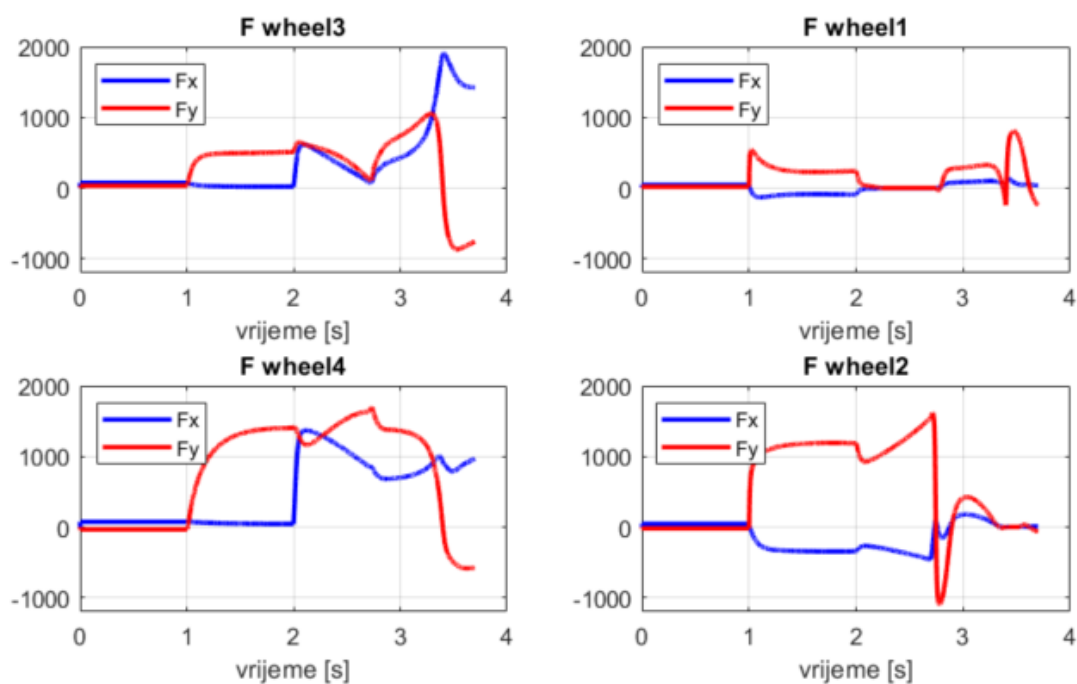 F wheel3
2000
1000
0
-1000
Fx
Fy
0 1 2 3 4
vrijeme [s]
F wheel1
2000
1000
0
-1000
Fx
Fy
0 1 2 3 4
vrijeme [s]
F wheel4
2000
1000
0
-1000
Fx
Fy
0 1 2 3 4
vrijeme [s]
F wheel2
2000
1000
0
-1000
Fx
Fy
0 1 2 3 4
vrijeme [s]